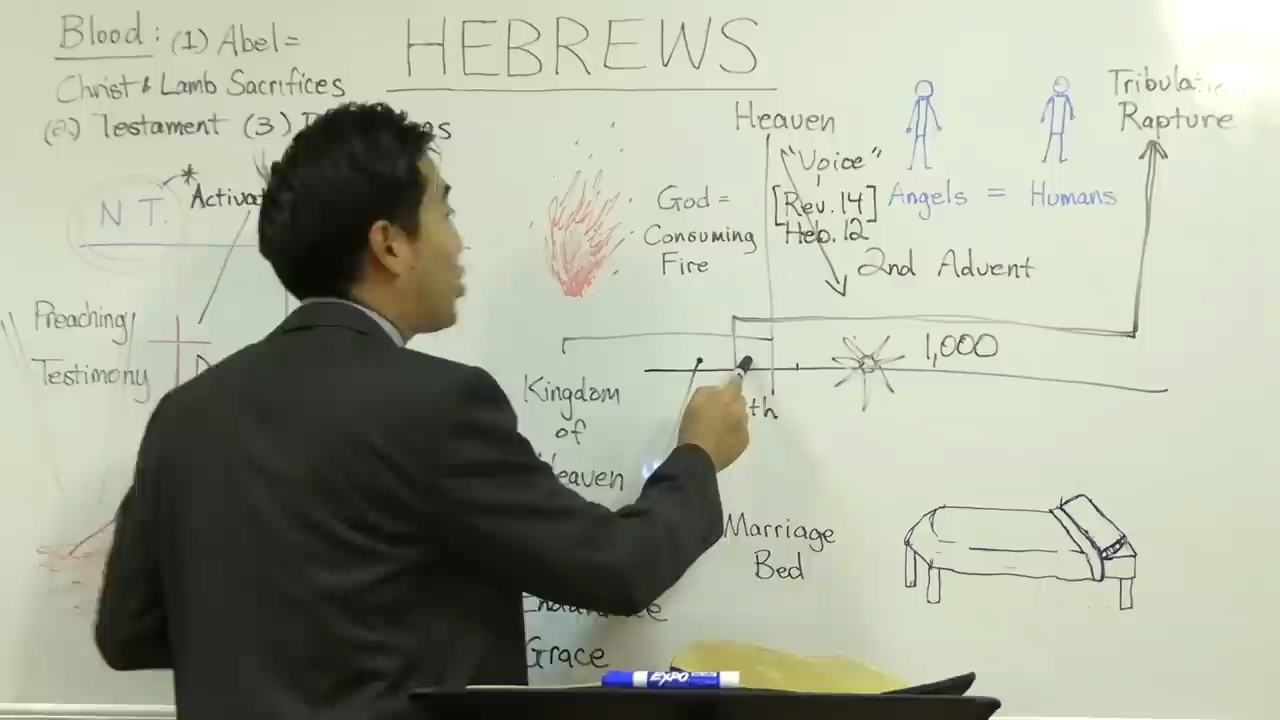 HEBREWS
Blood: (1) Abel =
Christ & Lamb Sacrifices
(2) Testament (3)
N.T.
*
Preaching
Testimony
God =
Consuming
Fire
Heaven
"Voice"
[Rev. 14]
Heb. 12
2nd Advent
Angels = Humans
Rapture
1,000
Kingdom
of
Marriage
Bed
Grace
EXPO